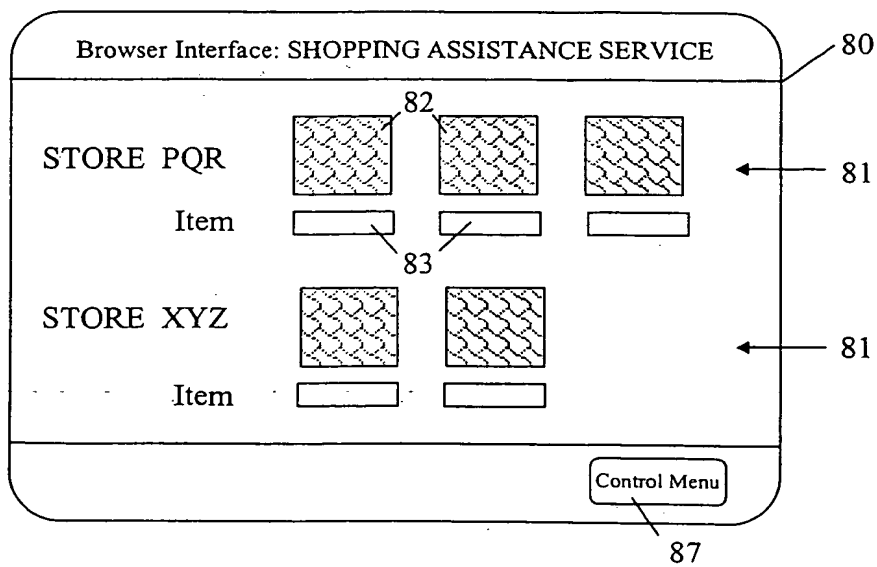 Browser Interface: SHOPPING ASSISTANCE SERVICE
80
82
STORE PQR
81
Item
83
STORE XYZ
81
Item
Control Menu
87